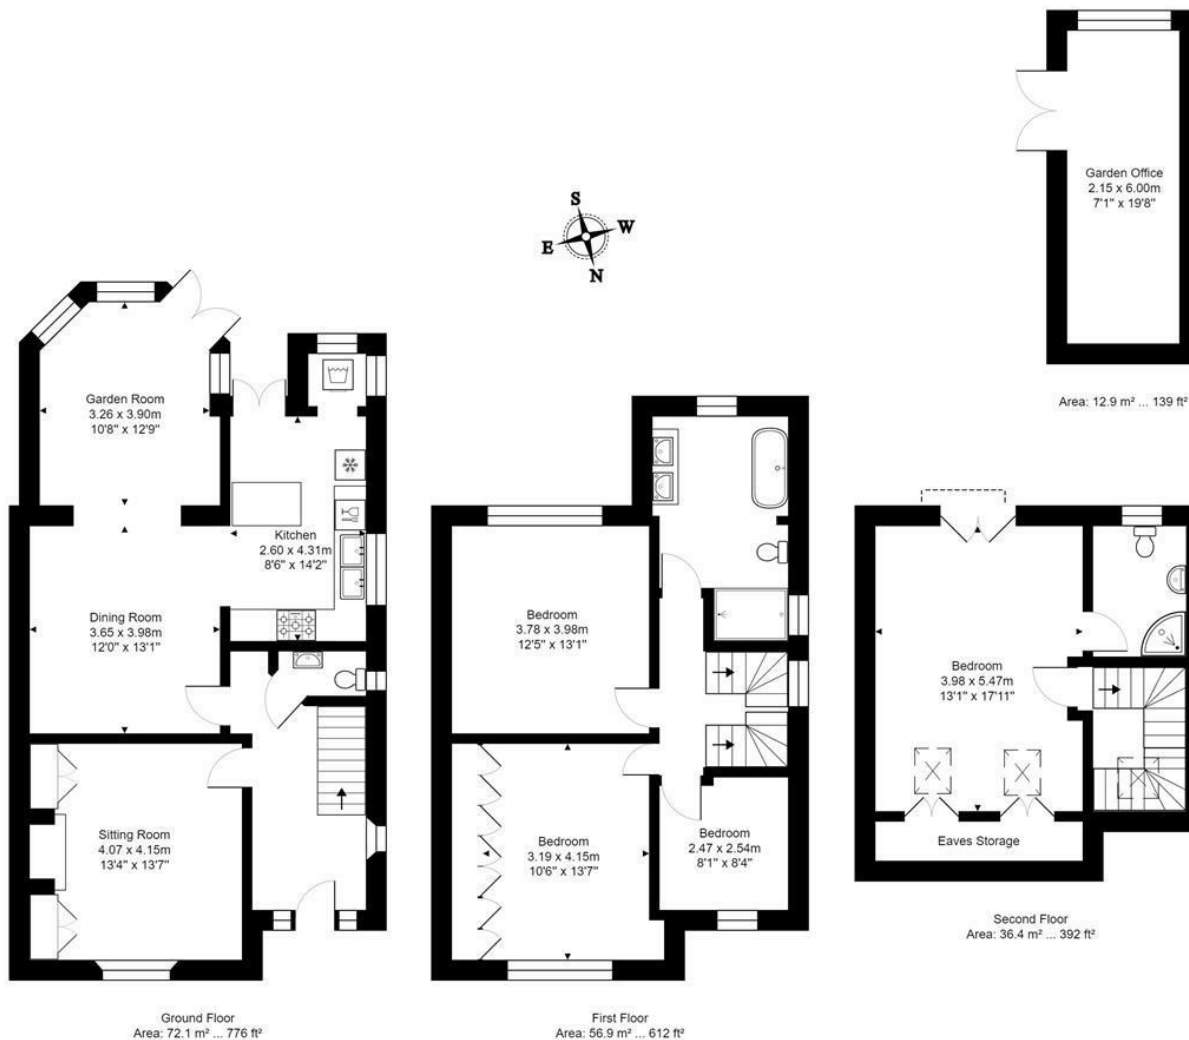 Garden Office
2.15 x 6.00m
7'1" x 19'8"
Area: 12.9 m² ... 139 ft²
S
W
E
N
Garden Room
3.26 x 3.90m
10'8" x 12'9"
Kitchen
2.60 x 4.31m
8'6" x 14'2"
Dining Room
3.65 x 3.98m
12'0" x 13'1"
Sitting Room
4.07 x 4.15m
13'4" x 13'7"
Ground Floor
Area: 72.1 m² ... 776 ft²
Bedroom
3.78 x 3.98m
12'5" x 13'1"
Bedroom
3.19 x 4.15m
10'6" x 13'7"
Bedroom
2.47 x 2.54m
8'1" x 8'4"
First Floor
Area: 56.9 m² ... 612 ft²
Bedroom
3.98 x 5.47m
13'1" x 17'11"
Eaves Storage
Second Floor
Area: 36.4 m² ... 392 ft²